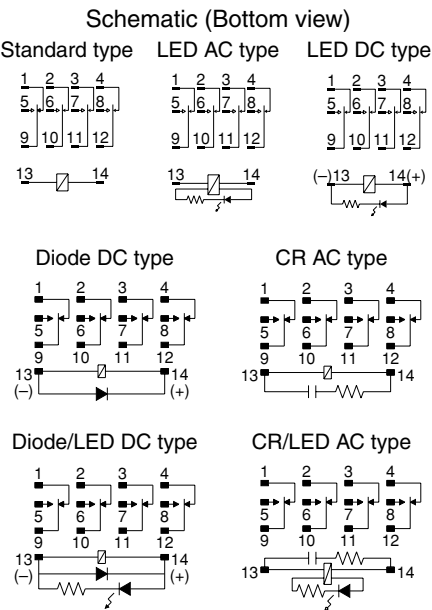 Schematic (Bottom view)
Standard type LED AC type LED DC type
1 2 3 4 1 2 3 4 1 2 3 4
5 6 7 8 5 6 7 8 5 6 7 8
9 10 11 12 9 10 11 12 9 10 11 12
13 14 13 14 (–)13 14(+)
Diode DC type CR AC type
1 2 3 4 1 2 3 4
5 6 7 8 5 6 7 8
9 10 11 12 9 10 11 12
13 14 13 14
(–) (+)
Diode/LED DC type CR/LED AC type
1 2 3 4 1 2 3 4
5 6 7 8 5 6 7 8
9 10 11 12 9 10 11 12
13 14 13 14
(–) (+)